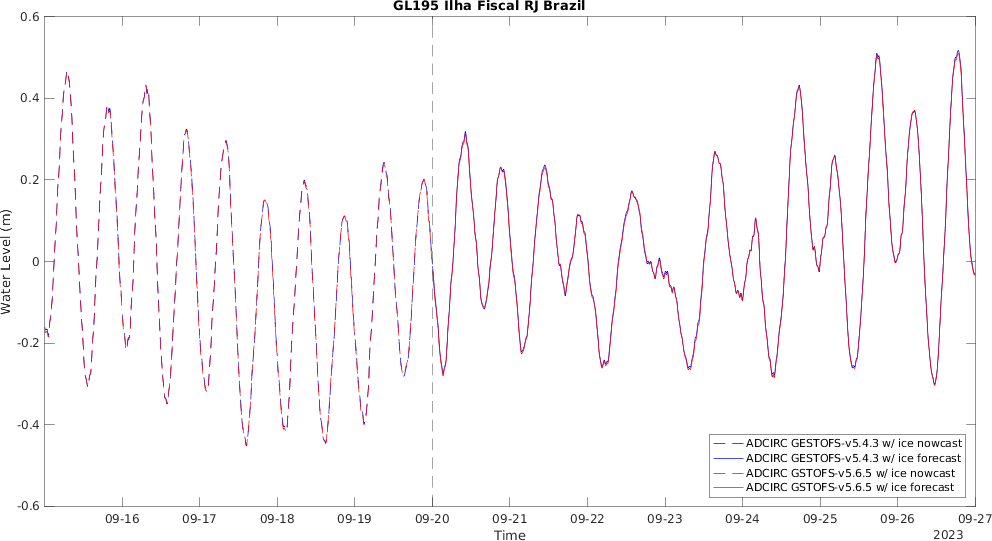 GL195 Ilha Fiscal RJ Brazil
Water Level (m)
0.6
0.4
0.2
0
-0.2
-0.4
-0.6
ADCIRC GESTOFS-v5.4.3 w/ ice nowcast
ADCIRC GESTOFS-v5.4.3 w/ ice forecast
ADCIRC GSTOFS-v5.6.5 w/ ice nowcast
ADCIRC GSTOFS-v5.6.5 w/ ice forecast
09-16 09-17 09-18 09-19 09-20 09-21 09-22 09-23 09-24 09-25 09-26 09-27
Time
2023